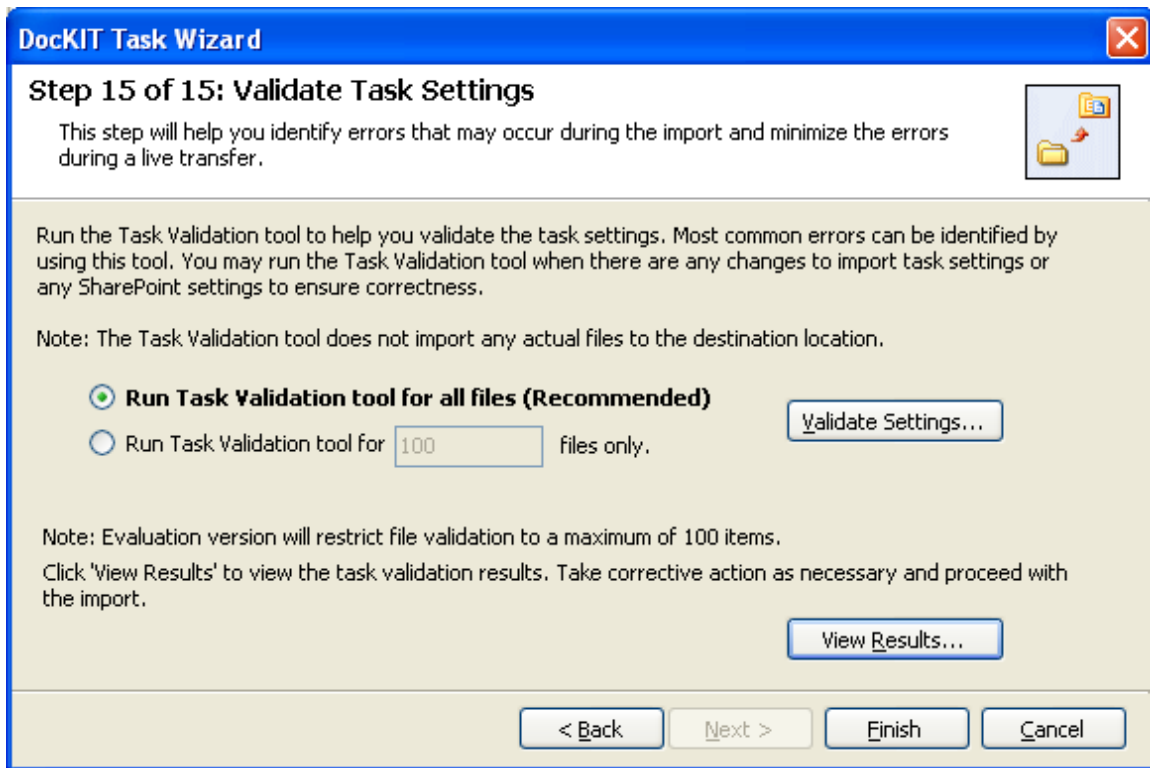 DocKIT Task Wizard
Step 15 of 15: Validate Task Settings
This step will help you identify errors that may occur during the import and minimize the errors
during a live transfer.
Run the Task Validation tool to help you validate the task settings. Most common errors can be identified by
using this tool. You may run the Task Validation tool when there are any changes to import task settings or
any SharePoint settings to ensure correctness.
Note: The Task Validation tool does not import any actual files to the destination location.
Run Task Validation tool for all files (Recommended)
Validate Settings...
Run Task Validation tool for 100 files only.
Note: Evaluation version will restrict file validation to a maximum of 100 items.
Click 'View Results' to view the task validation results. Take corrective action as necessary and proceed with
the import.
View Results...
< Back Next > Finish Cancel